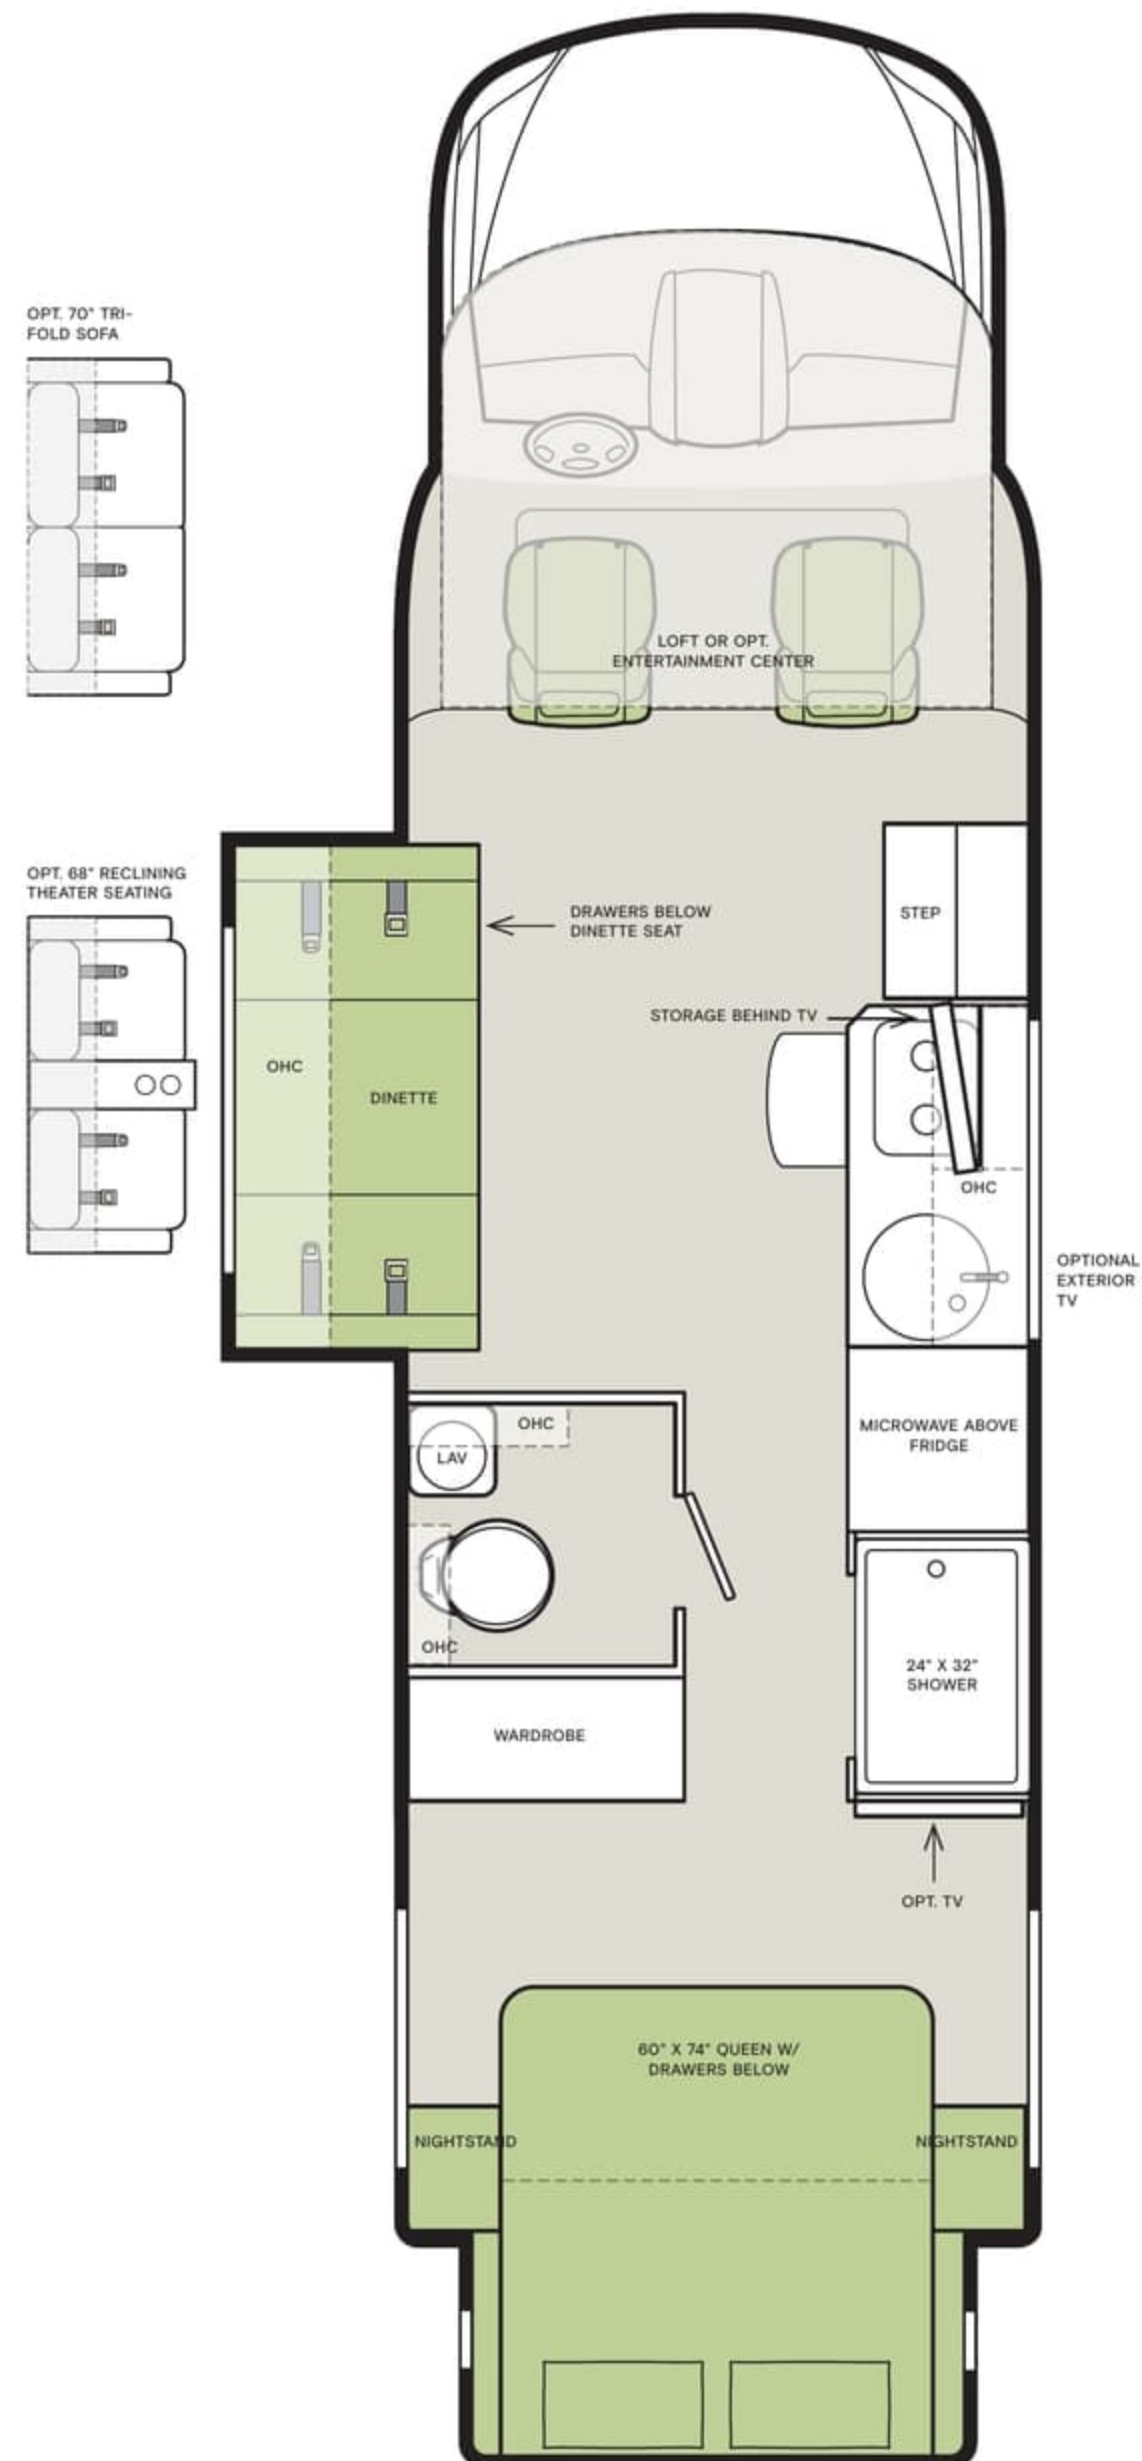 OPT. 70" TRI-
FOLD SOFA
LOFT OR OPT.
ENTERTAINMENT CENTER
OPT. 68" RECLINING
THEATER SEATING
DRAWERS BELOW
DINETTE SEAT
STEP
STORAGE BEHIND TV
OHC
DINETTE
OHC
OPTIONAL
EXTERIOR
TV
MICROWAVE ABOVE
FRIDGE
OHC
LAV
OHC
24" X 32"
SHOWER
WARDROBE
OPT. TV
60" X 74" QUEEN W/
DRAWERS BELOW
NIGHTSTAND
NIGHTSTAND